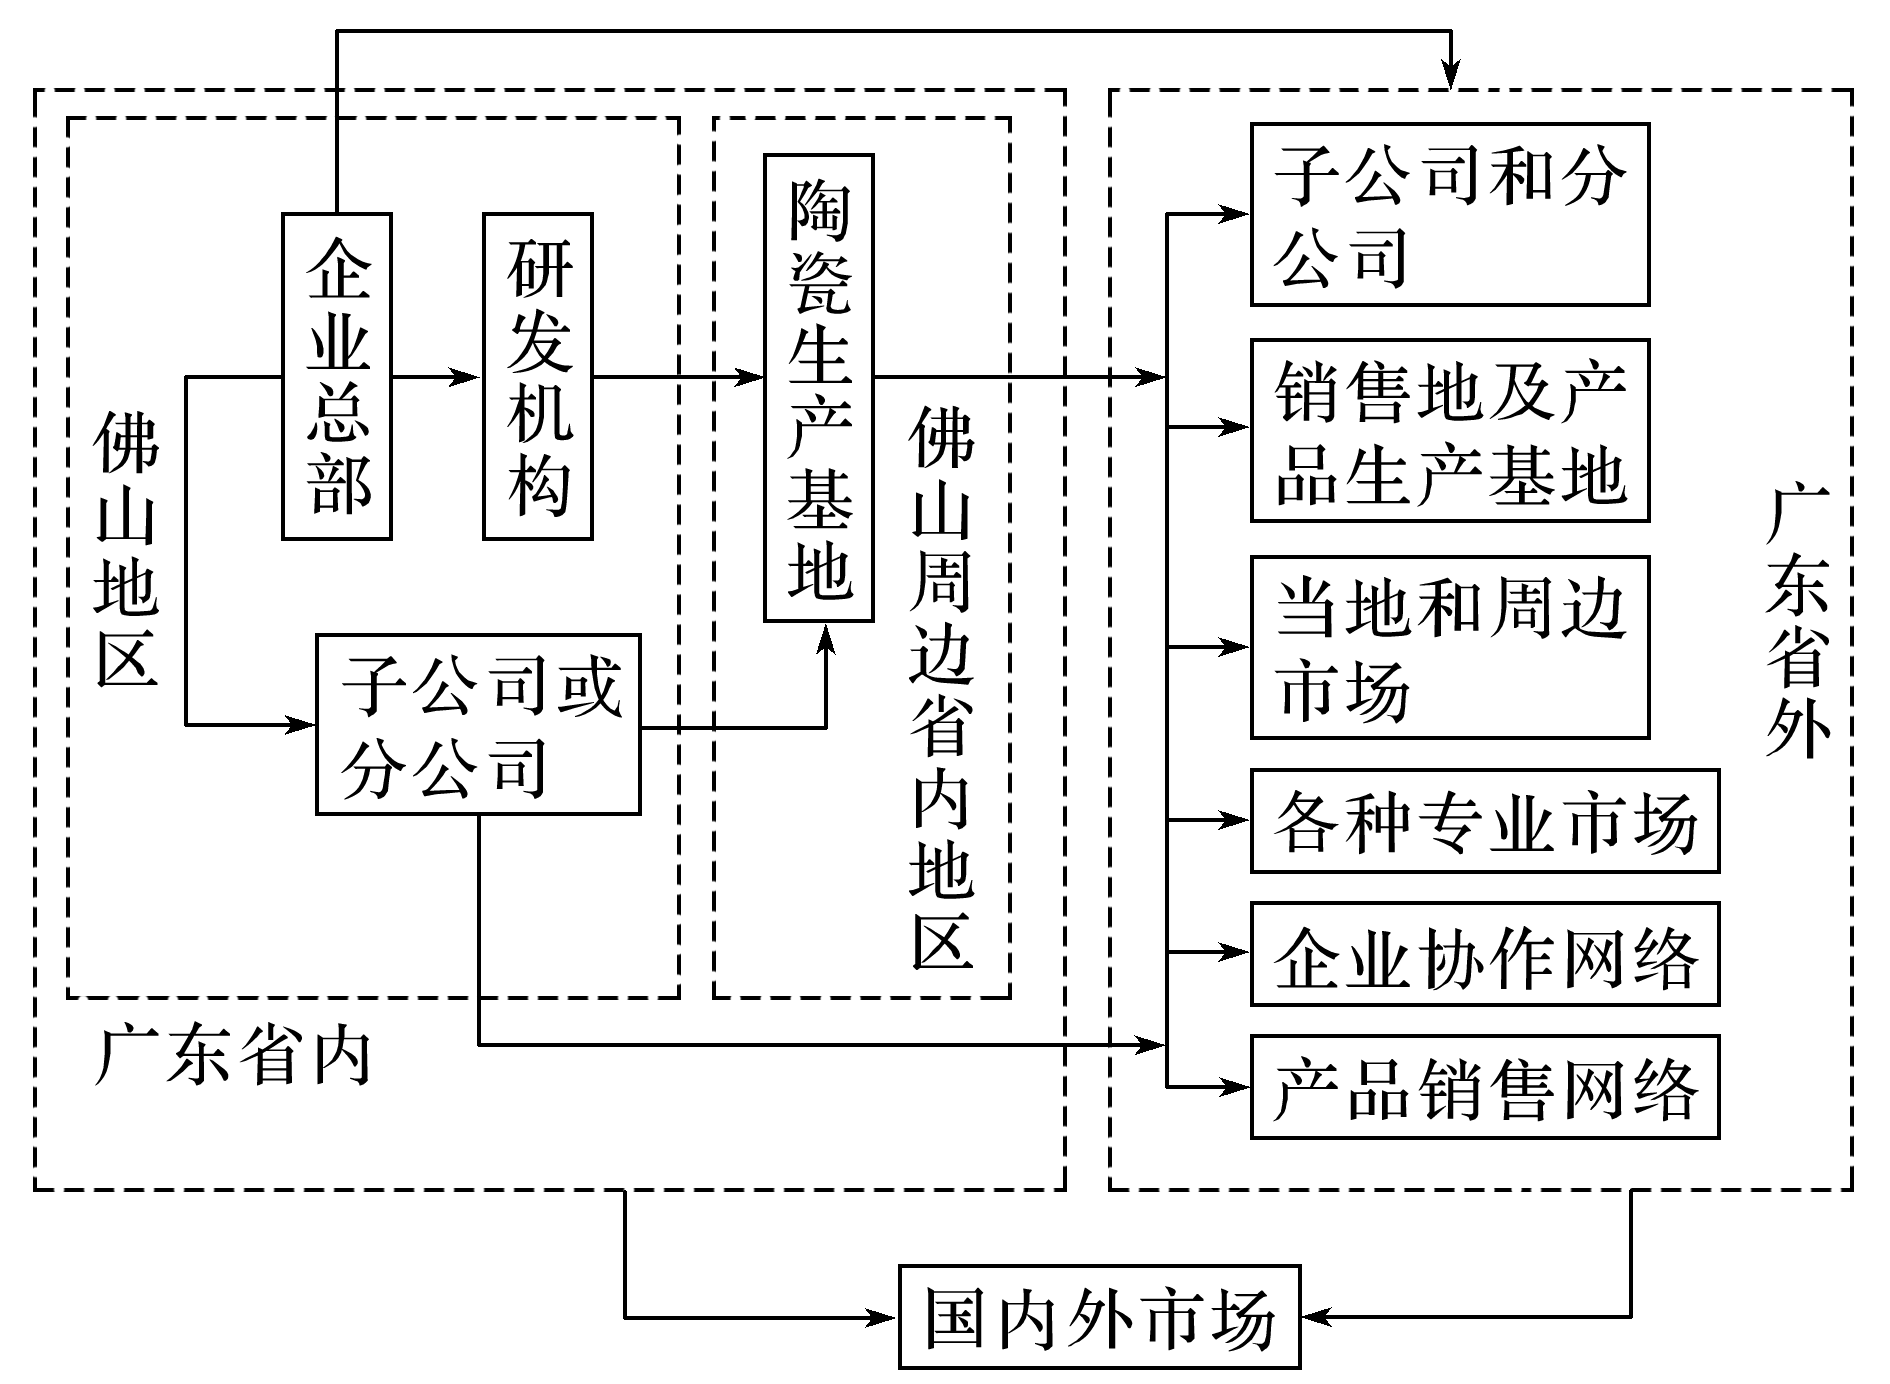 佛山地区
企业总部
研发机构
子公司或
分公司
陶瓷生产基地
佛山周边省内地区
广东省内
子公司和分
公司
销售地及产
品生产基地
当地和周边
市场
各种专业市场
企业协作网络
产品销售网络
广东省外
国内外市场